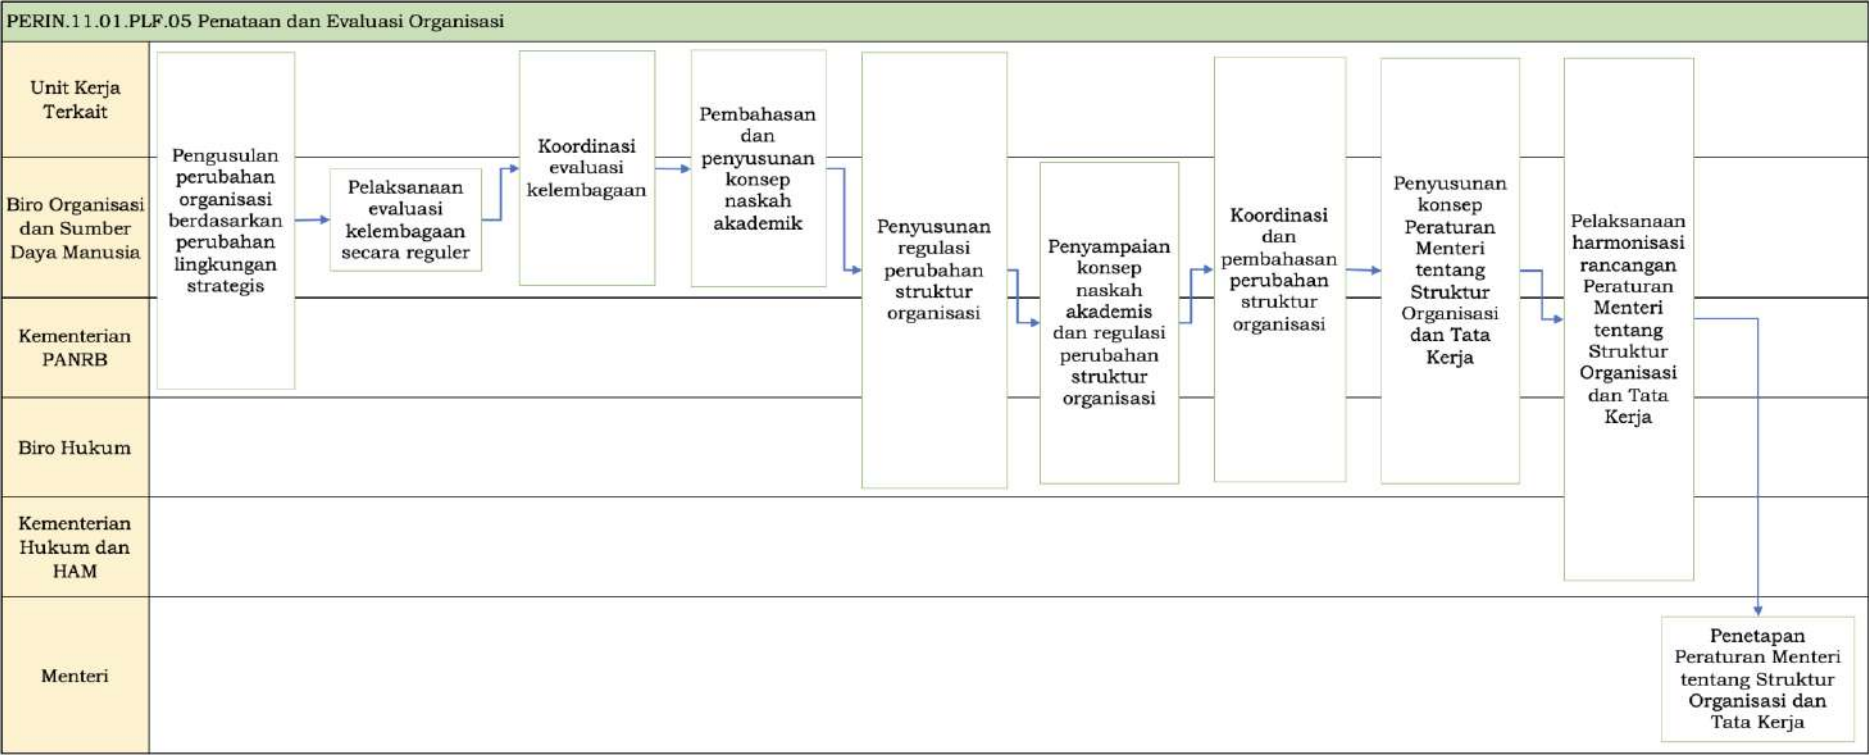 PERIN.11.01.PLF.05 Penataan dan Evaluasi Organisasi
Unit Kerja
Terkait
Biro Organisasi
dan Sumber
Daya Manusia
Kementerian
PANRB
Biro Hukum
Kementerian
Hukum dan
HAM
Menteri
Pengusulan
perubahan
organisasi
berdasarkan
perubahan
lingkungan
strategis
Pelaksanaan
evaluasi
kelembagaan
secara reguler
Koordinasi
evaluasi
kelembagaan
Pembahasan
dan
penyusunan
konsep
naskah
akademik
Penyusunan
regulasi
perubahan
struktur
organisasi
Penyampaian
konsep
naskah
akademis
dan regulasi
perubahan
struktur
organisasi
Koordinasi
dan
pembahasan
perubahan
struktur
organisasi
Penyusunan
konsep
Peraturan
Menteri
tentang
Struktur
Organisasi
dan Tata
Kerja
Pelaksanaan
harmonisasi
rancangan
Peraturan
Menteri
tentang
Struktur
Organisasi
dan Tata
Kerja
Penetapan
Peraturan Menteri
tentang Struktur
Organisasi dan
Tata Kerja